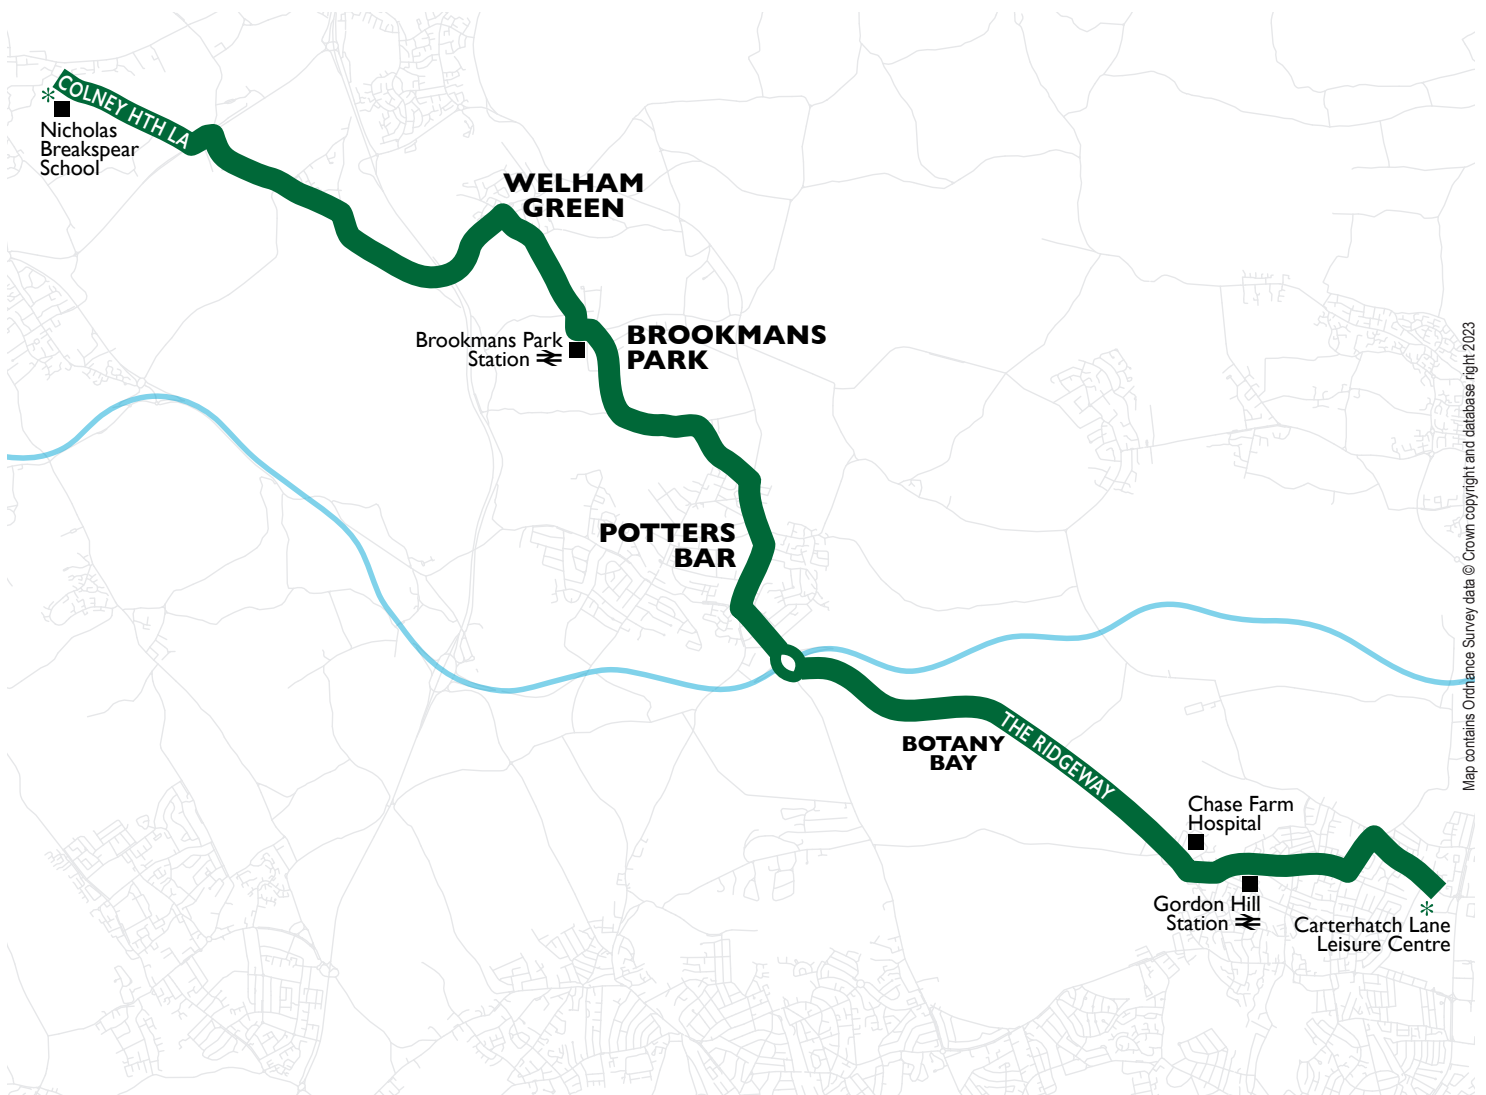 COLNEY HTH LA
*
Nicholas
Breakspear
School
WELHAM
GREEN
Brookmans Park
Station
BROOKMANS
PARK
POTTERS
BAR
BOTANY
BAY
THE RIDGEWAY
Chase Farm
Hospital
Gordon Hill
Station
*
Carterhatch Lane
Leisure Centre
Map contains Ordnance Survey data © Crown copyright and database right 2023